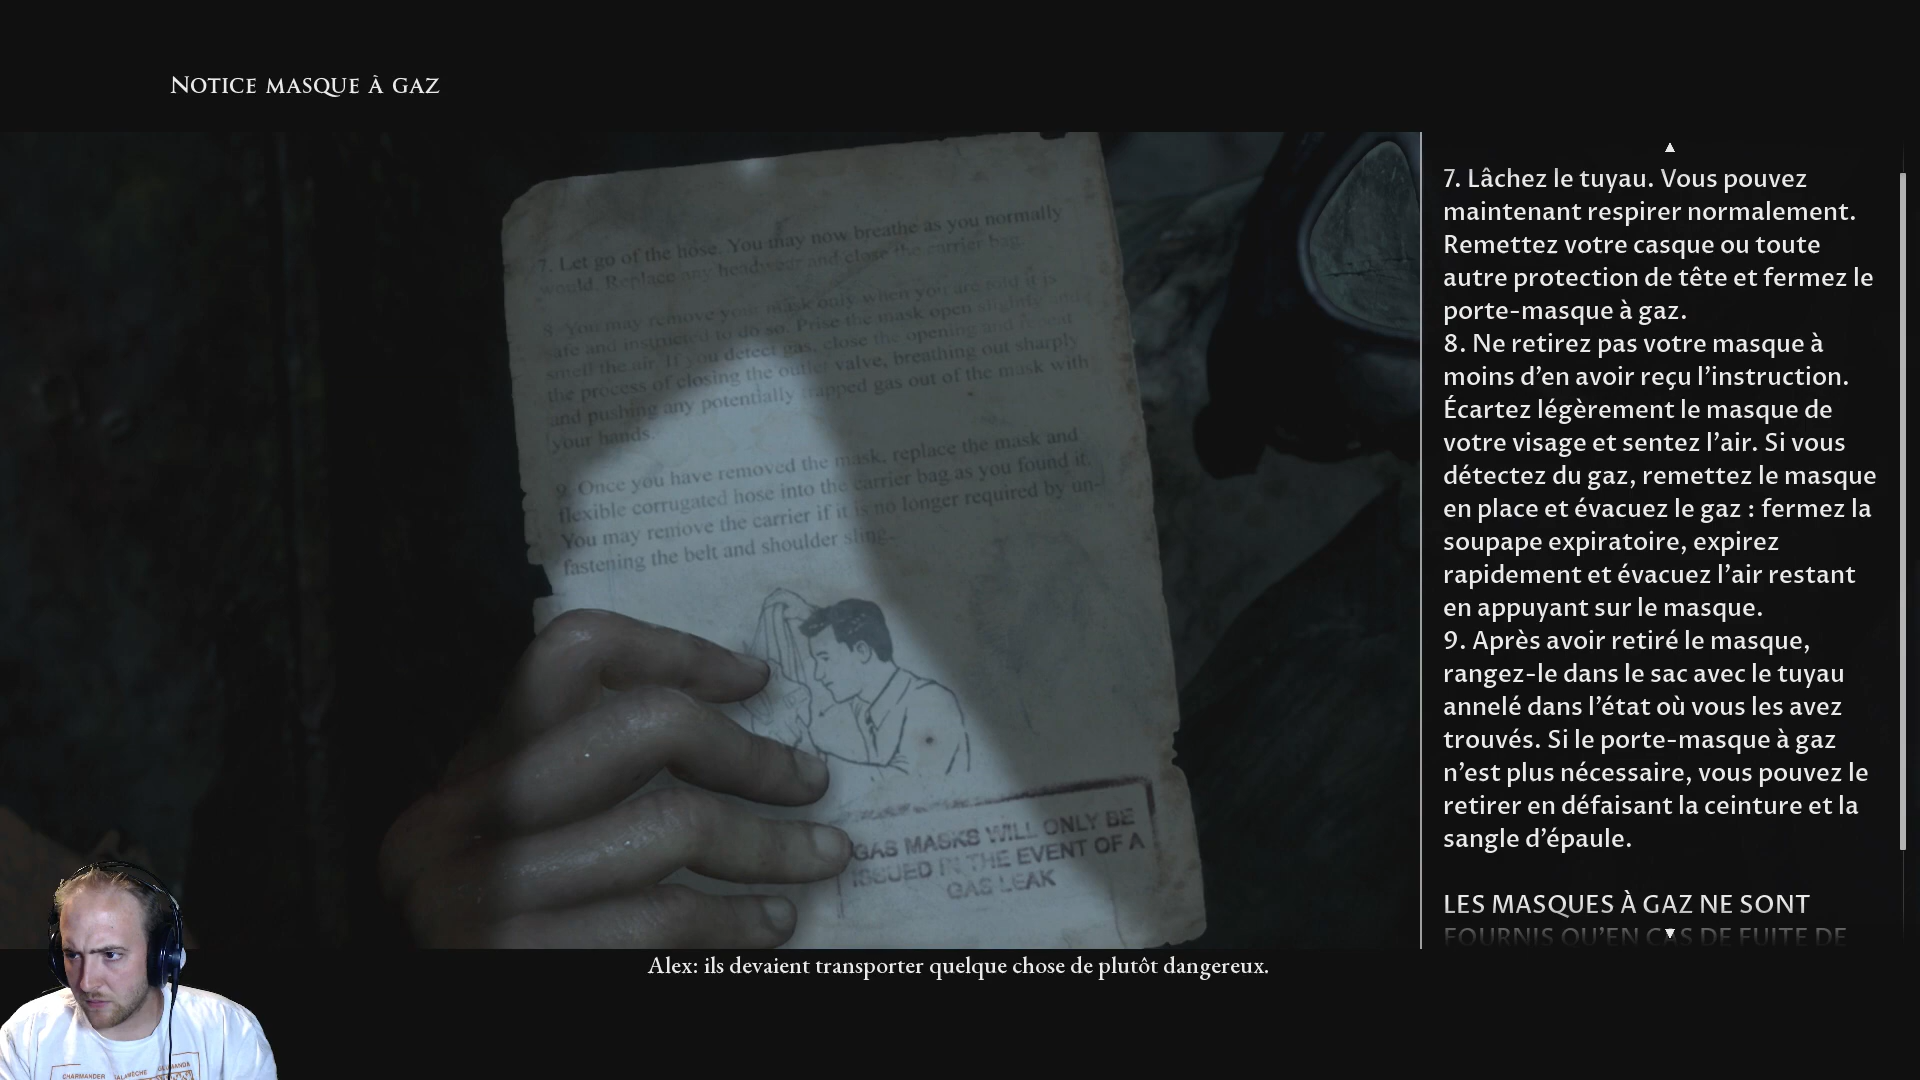 NOTICE MASQUE À GAZ
7. Let go of the hose. You may now breathe as you normally
would. Replace any headwear and close the carrier bag.
8. You may remove your mask only when you are told it is
safe and instructed to do so. Prise the mask open slightly and
smell the air. If you detect gas, close the opening and repeat
the process of closing the outlet valve, breathing out sharply
and pushing any potentially trapped gas out of the mask with
your hands.
9. Once you have removed the mask, replace the mask and
flexible corrugated hose into the carrier bag as you found it.
You may remove the carrier if it is no longer required by un-
fastening the belt and shoulder sling.
GAS MASKS WILL ONLY BE
ISSUED IN THE EVENT OF A
GAS LEAK
7. Lâchez le tuyau. Vous pouvez
maintenant respirer normalement.
Remettez votre casque ou toute
autre protection de tête et fermez le
porte-masque à gaz.
8. Ne retirez pas votre masque à
moins d'en avoir reçu l'instruction.
Écartez légèrement le masque de
votre visage et sentez l'air. Si vous
détectez du gaz, remettez le masque
en place et évacuez le gaz : fermez la
soupape expiratoire, expirez
rapidement et évacuez l'air restant
en appuyant sur le masque.
9. Après avoir retiré le masque,
rangez-le dans le sac avec le tuyau
annelé dans l'état où vous les avez
trouvés. Si le porte-masque à gaz
n'est plus nécessaire, vous pouvez le
retirer en défaisant la ceinture et la
sangle d'épaule.
LES MASQUES À GAZ NE SONT
FOURNIS QU'EN CAS DE FUITE DE
Alex: ils devaient transporter quelque chose de plutôt dangereux.
CHARMANDER